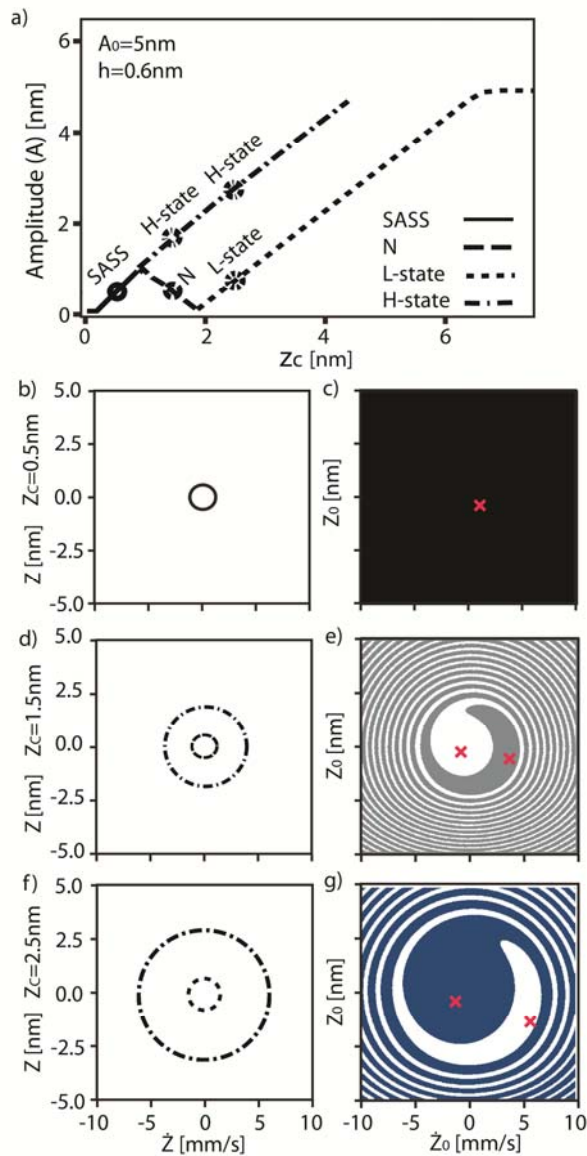 a)
A₀=5nm
h=0.6nm
Amplitude (A) [nm]
6
4
2
0
SASS
H-state
H-state
N
L-state
SASS
N
L-state
H-state
0 2 4 6
Zc [nm]
b)
5.0
2.5
0.0
-2.5
-5.0
Z [nm] Zc=0.5nm
c)
Z₀ [nm]
d)
5.0
2.5
0.0
-2.5
-5.0
Z [nm] Zc=1.5nm
e)
Z₀ [nm]
f)
5.0
2.5
0.0
-2.5
-5.0
Z [nm] Zc=2.5nm
-10 -5 0 5 10
Ż [mm/s]
g)
Z₀ [nm]
-10 -5 0 5 10
Ż₀ [mm/s]